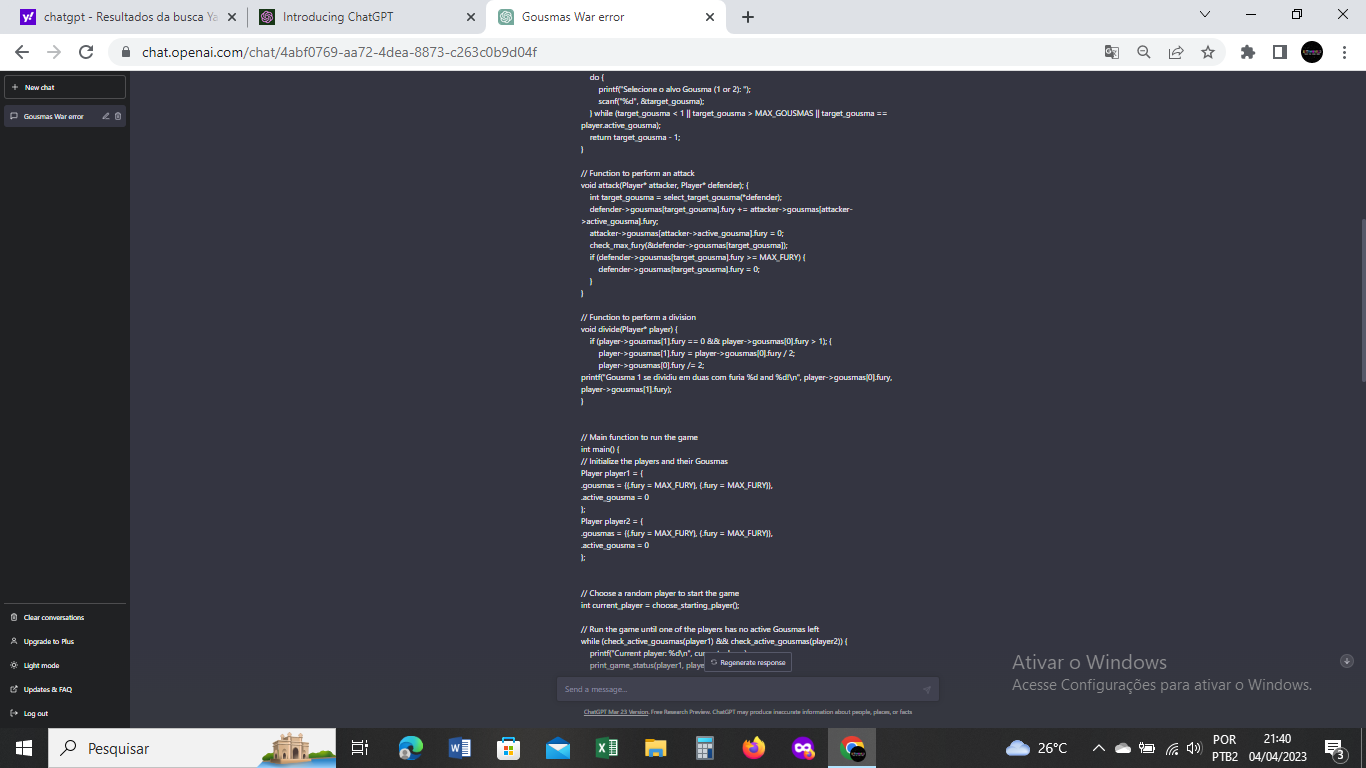 chatgpt - Resultados da busca Ya
Introducing ChatGPT
Gousmas War error
chat.openai.com/chat/4abf0769-aa72-4dea-8873-c263c0b9d04f
New chat
Gousmas War error
do {
printf("Selecione o alvo Gousma (1 or 2): ");
scanf("%d", &target_gousma);
} while (target_gousma < 1 || target_gousma > MAX_GOUSMAS || target_gousma ==
player.active_gousma);
return target_gousma - 1;
}
// Function to perform an attack
void attack(Player* attacker, Player* defender); {
int target_gousma = select_target_gousma(*defender);
defender->gousmas[target_gousma].fury += attacker->gousmas[attacker-
>active_gousma].fury;
attacker->gousmas[attacker->active_gousma].fury = 0;
check_max_fury(&defender->gousmas[target_gousma]);
if (defender->gousmas[target_gousma].fury >= MAX_FURY) {
defender->gousmas[target_gousma].fury = 0;
}
}
// Function to perform a division
void divide(Player* player) {
if (player->gousmas[1].fury == 0 && player->gousmas[0].fury > 1); {
player->gousmas[1].fury = player->gousmas[0].fury / 2;
player->gousmas[0].fury /= 2;
printf("Gousma 1 se dividiu em duas com furia %d and %d!\n", player->gousmas[0].fury,
player->gousmas[1].fury);
}
// Main function to run the game
int main() {
// Initialize the players and their Gousmas
Player player1 = {
.gousmas = {{.fury = MAX_FURY}, {.fury = MAX_FURY}},
.active_gousma = 0
};
Player player2 = {
.gousmas = {{.fury = MAX_FURY}, {.fury = MAX_FURY}},
.active_gousma = 0
};
// Choose a random player to start the game
int current_player = choose_starting_player();
// Run the game until one of the players has no active Gousmas left
while (check_active_gousmas(player1) && check_active_gousmas(player2)) {
printf("Current player: %d\n",
print_game_status(player1,
Regenerate response
Send a message...
ChatGPT Mar 23 Version. Free Research Preview. ChatGPT may produce inaccurate information about people, places, or facts
Clear conversations
Upgrade to Plus
Light mode
Updates & FAQ
Log out
Ativar o Windows
Acesse Configurações para ativar o Windows.
Pesquisar
26°C
POR
PTB2
21:40
04/04/2023
3